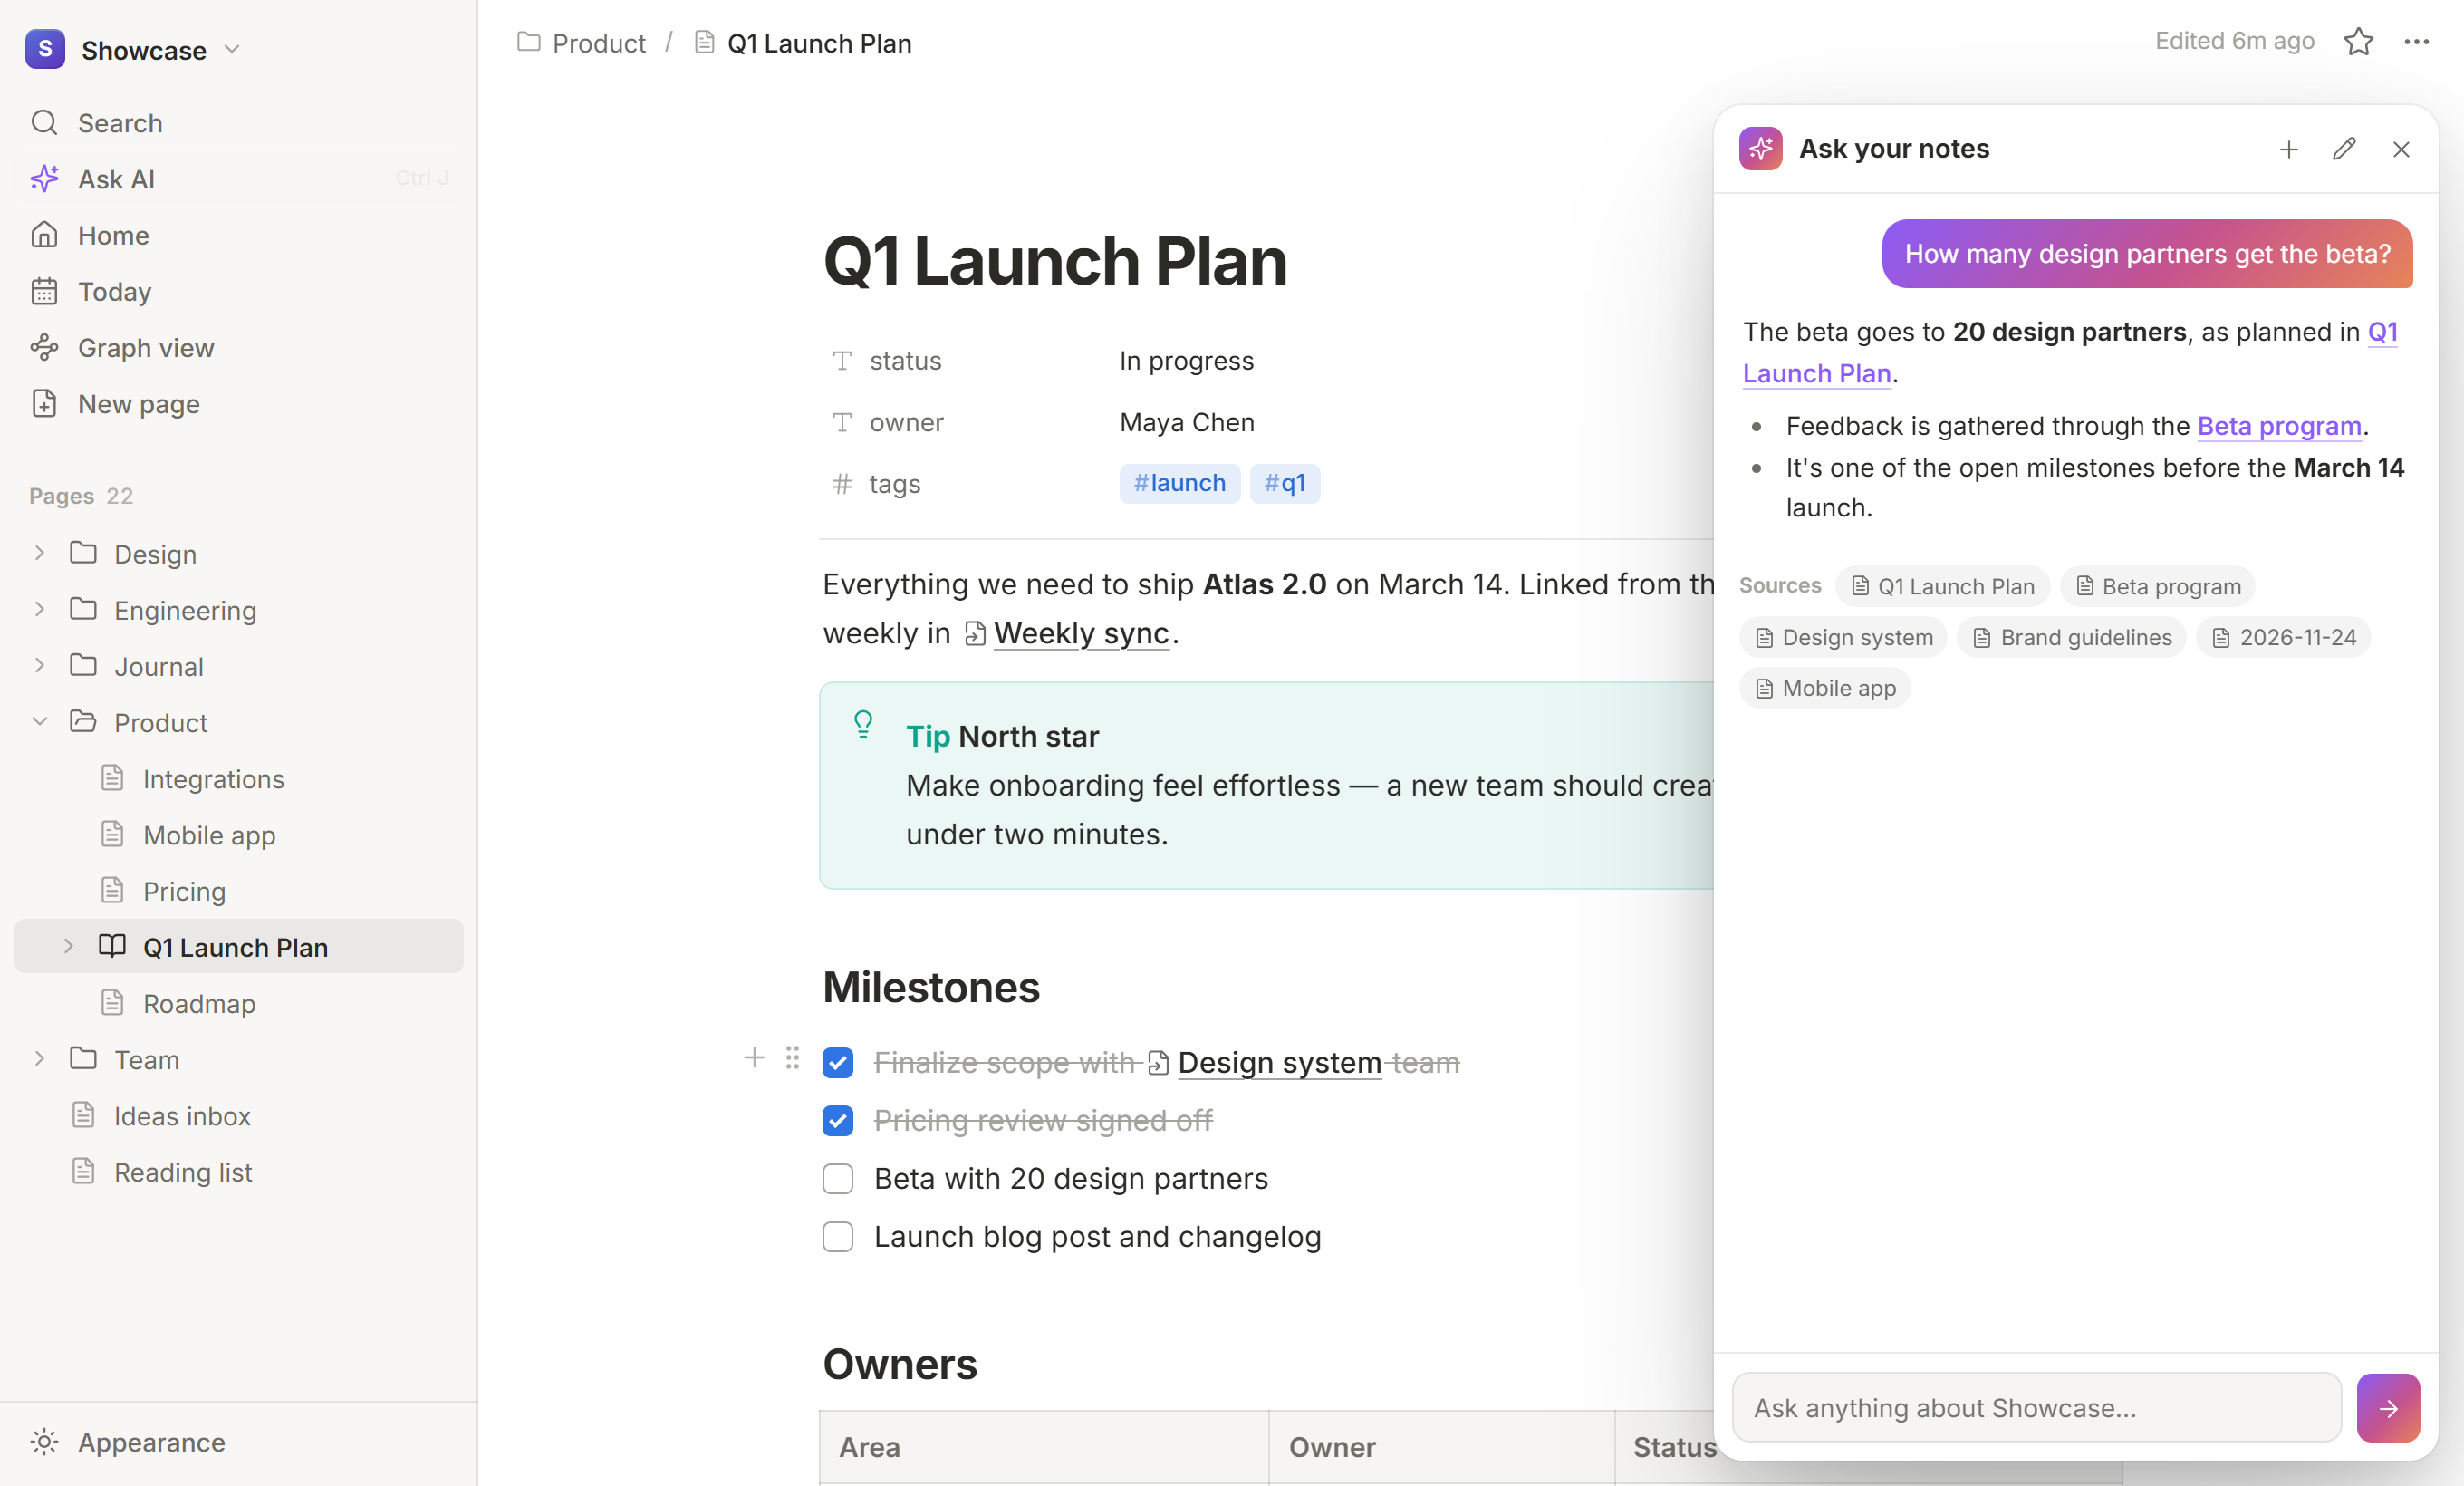 S Showcase
Search
Ask AI Ctrl J
Home
Today
Graph view
New page
Pages 22
Design
Engineering
Journal
Product
Integrations
Mobile app
Pricing
Q1 Launch Plan
Roadmap
Team
Ideas inbox
Reading list
Appearance
Product / Q1 Launch Plan
Edited 6m ago
Q1 Launch Plan
status In progress
owner Maya Chen
# tags #launch #q1
Everything we need to ship Atlas 2.0 on March 14. Linked from
weekly in Weekly sync.
Tip North star
Make onboarding feel effortless — a new team should
under two minutes.
Milestones
Finalize scope with Design system team
Pricing review signed off
Beta with 20 design partners
Launch blog post and changelog
Owners
Area Owner Status
Ask your notes
How many design partners get the beta?
The beta goes to 20 design partners, as planned in Q1
Launch Plan.
Feedback is gathered through the Beta program.
It's one of the open milestones before the March 14
launch.
Sources Q1 Launch Plan Beta program
Design system Brand guidelines 2026-11-24
Mobile app
Ask anything about Showcase...